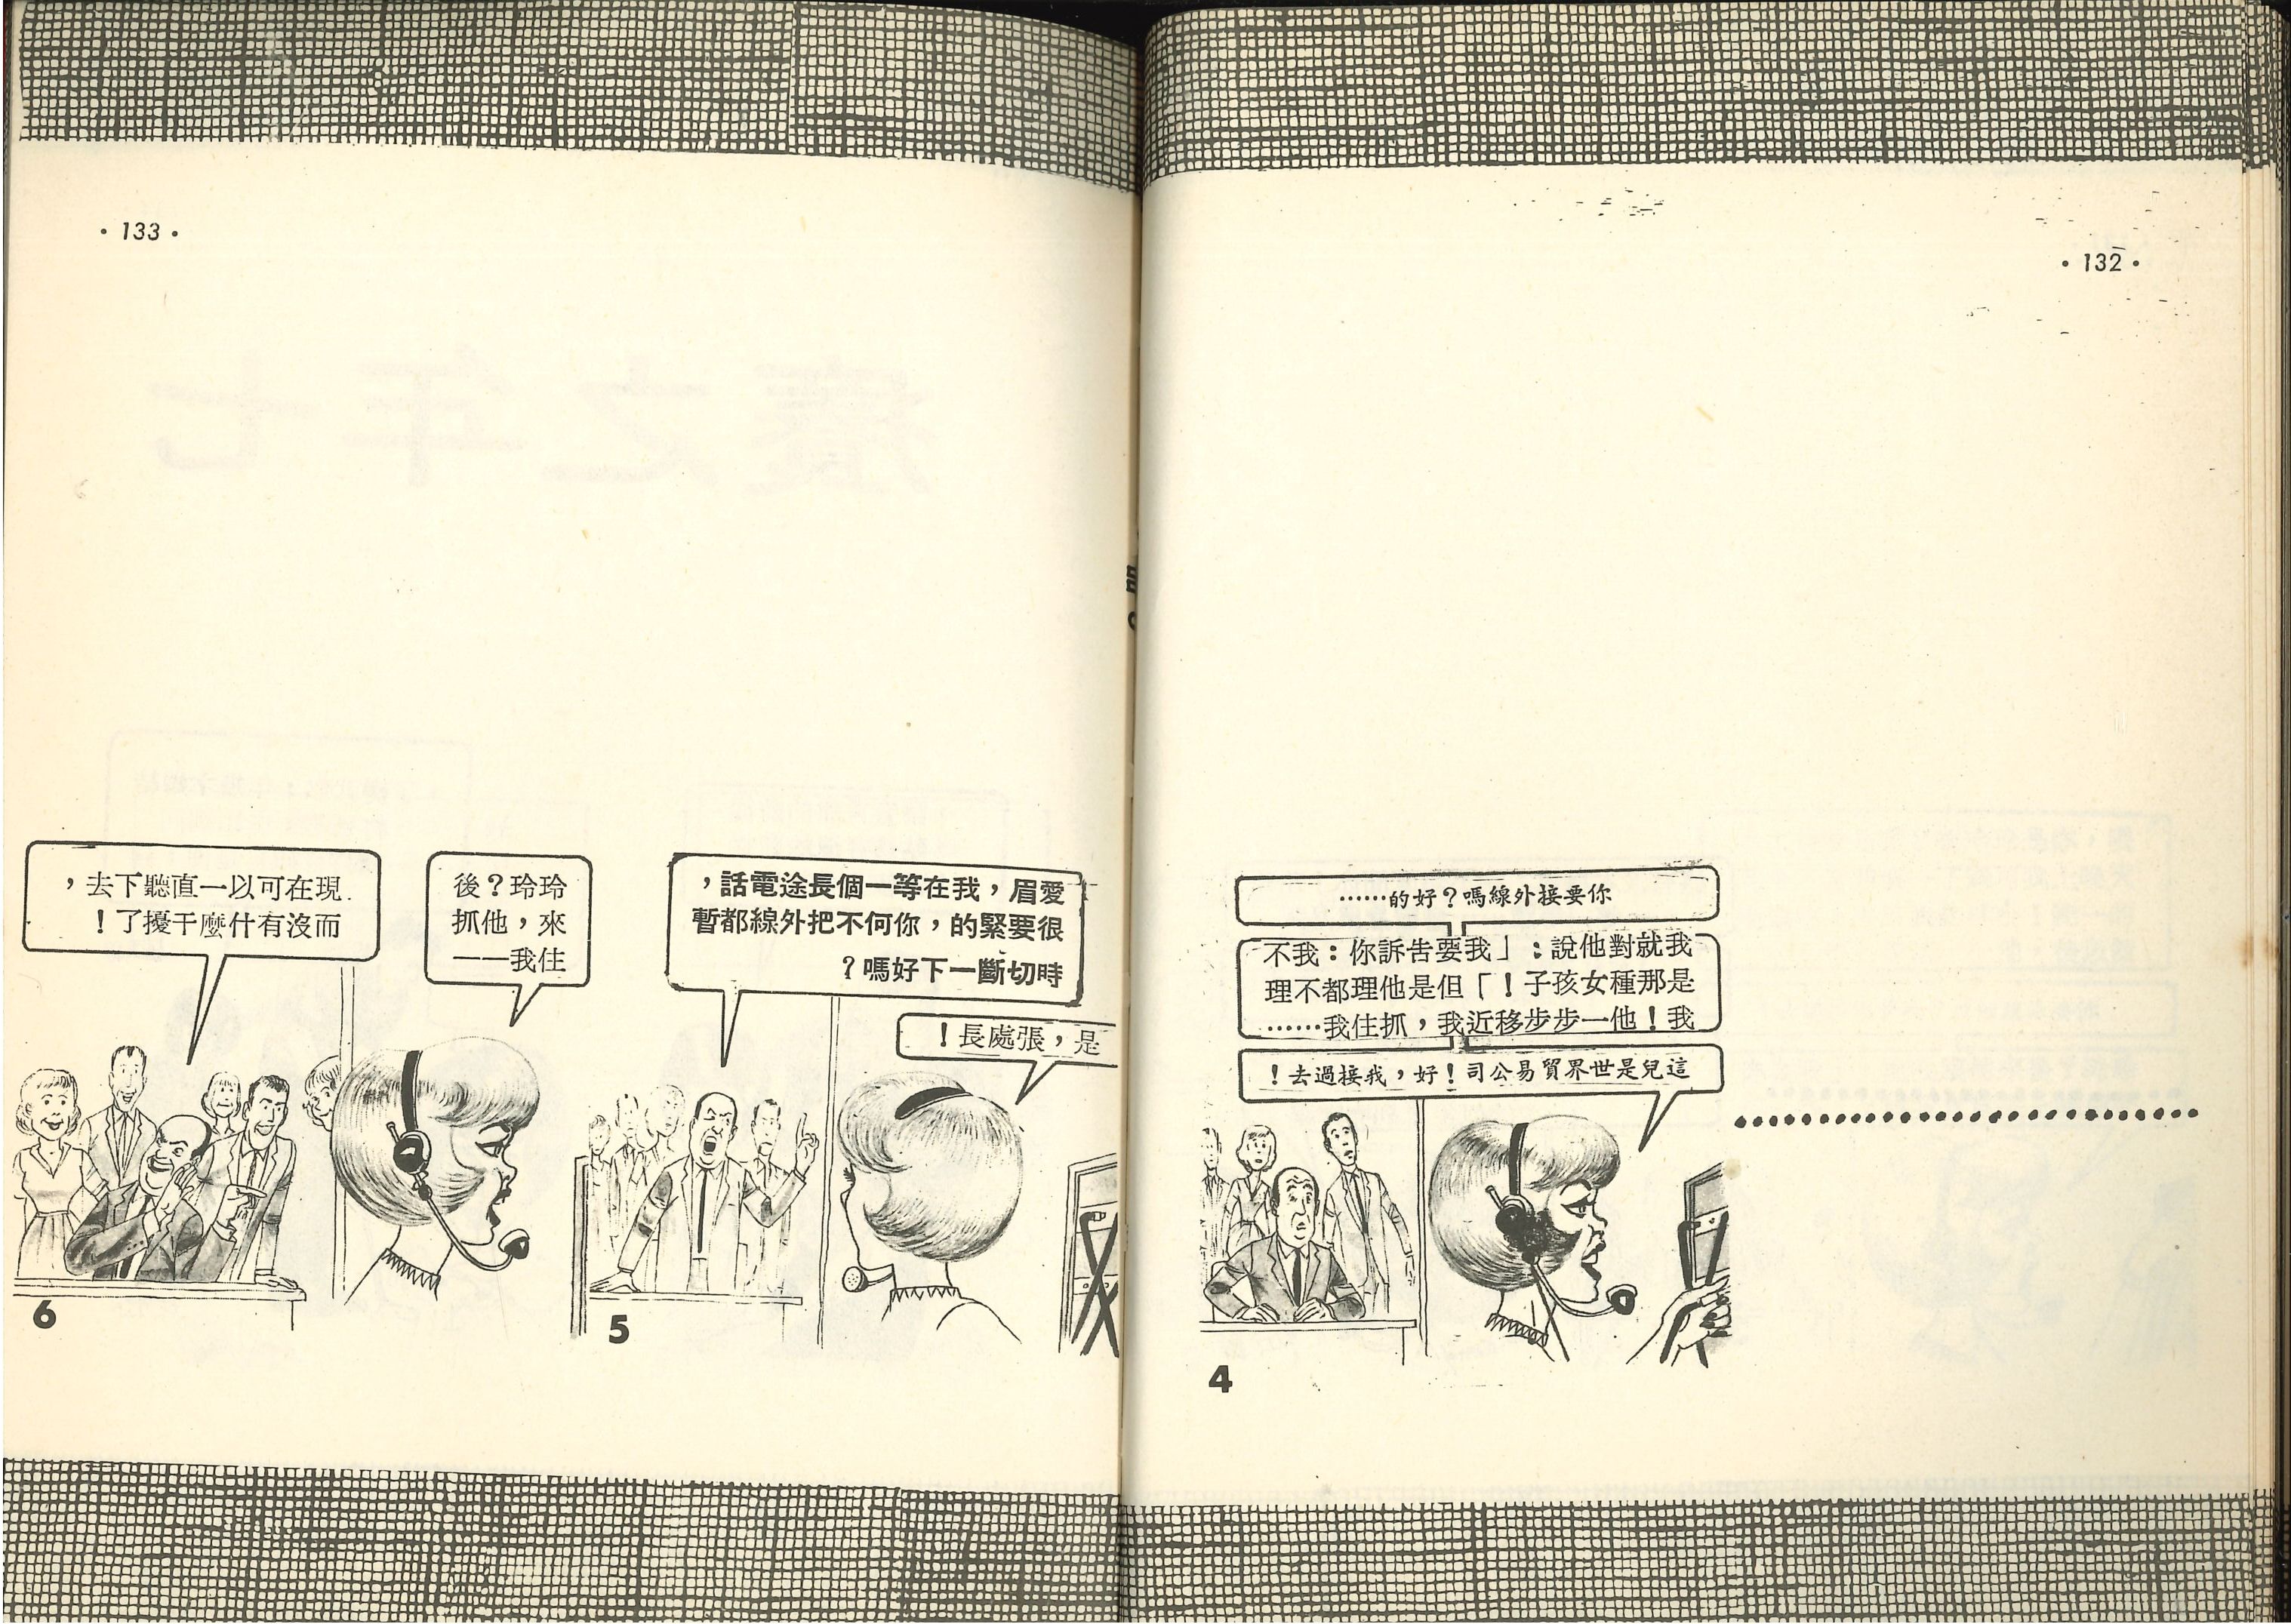 • 132 •
你要接外線嗎？好的……
我就對他說：「我要告訴你：我不
是那種女孩子！」但是他理都不理
我！他一步步移近我，抓住我……
這兒是世界貿易公司！好，我接過去！
4
• 133 •
愛眉，我在等一個長途電話，
很要緊的，你何不把外線都暫
時切斷一下好嗎？
是，張處長！
5
玲玲？後
來，他抓
住我——
現在可以一直聽下去，
而沒有什麼干擾了！
6